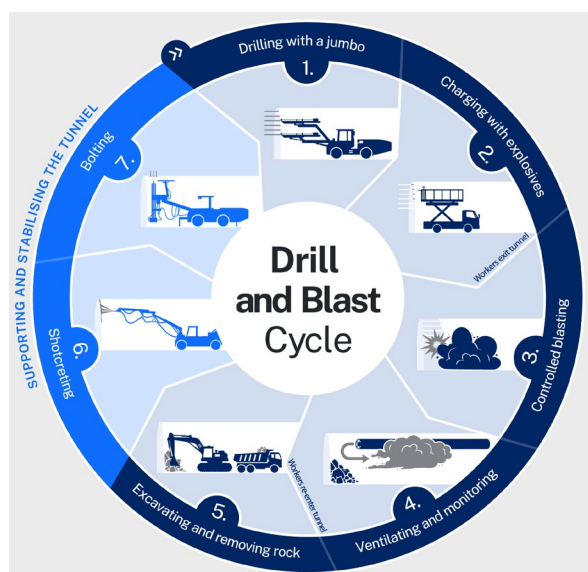 Drill
and Blast
Cycle
1.
Drilling with a jumbo
2.
Charging with explosives
Workers exit tunnel
3.
Controlled blasting
4.
Ventilating and monitoring
Workers re-enter tunnel
5.
Excavating and removing rock
6.
Shotcreting
7.
Bolting
SUPPORTING AND STABILISING THE TUNNEL